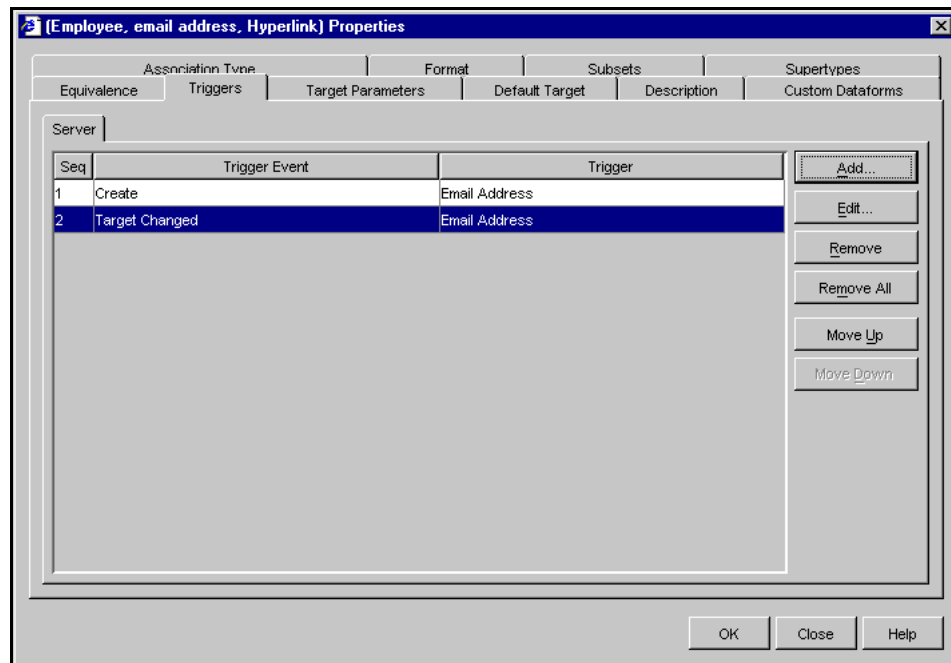 (Employee, email address, Hyperlink) Properties
Association Type Format Subsets Supertypes
Equivalence Triggers Target Parameters Default Target Description Custom Dataforms
Server
Seq Trigger Event Trigger
1 Create Email Address
2 Target Changed Email Address
Add...
Edit...
Remove
Remove All
Move Up
Move Down
OK Close Help